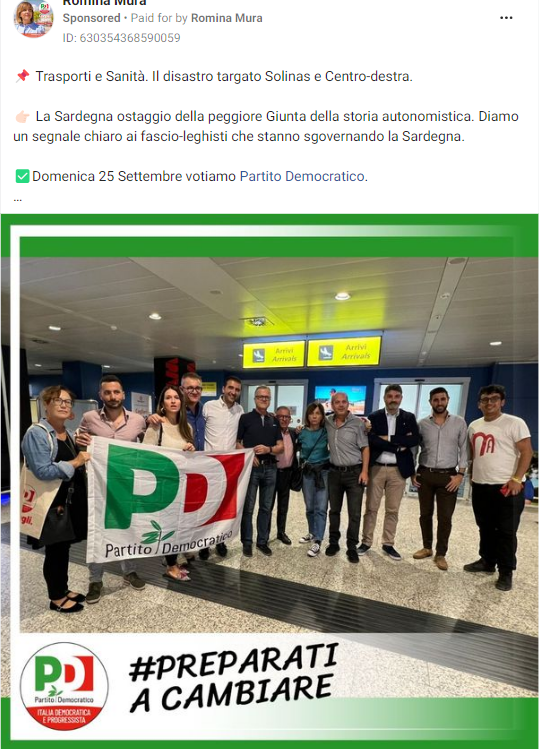 Romina Mura
Sponsored • Paid for by Romina Mura
ID: 630354368590059
📌 Trasporti e Sanità. Il disastro targato Solinas e Centro-destra.
👉🏻 La Sardegna ostaggio della peggiore Giunta della storia autonomistica. Diamo
un segnale chiaro ai fascio-leghisti che stanno sgovernando la Sardegna.
✅Domenica 25 Settembre votiamo Partito Democratico.
...
Arrivi
Arrivals
Arrivi
Arrivals
PD
Partito Democratico
PD
Partito Democratico
ITALIA DEMOCRATICA
E PROGRESSISTA
#PREPARATI
A CAMBIARE